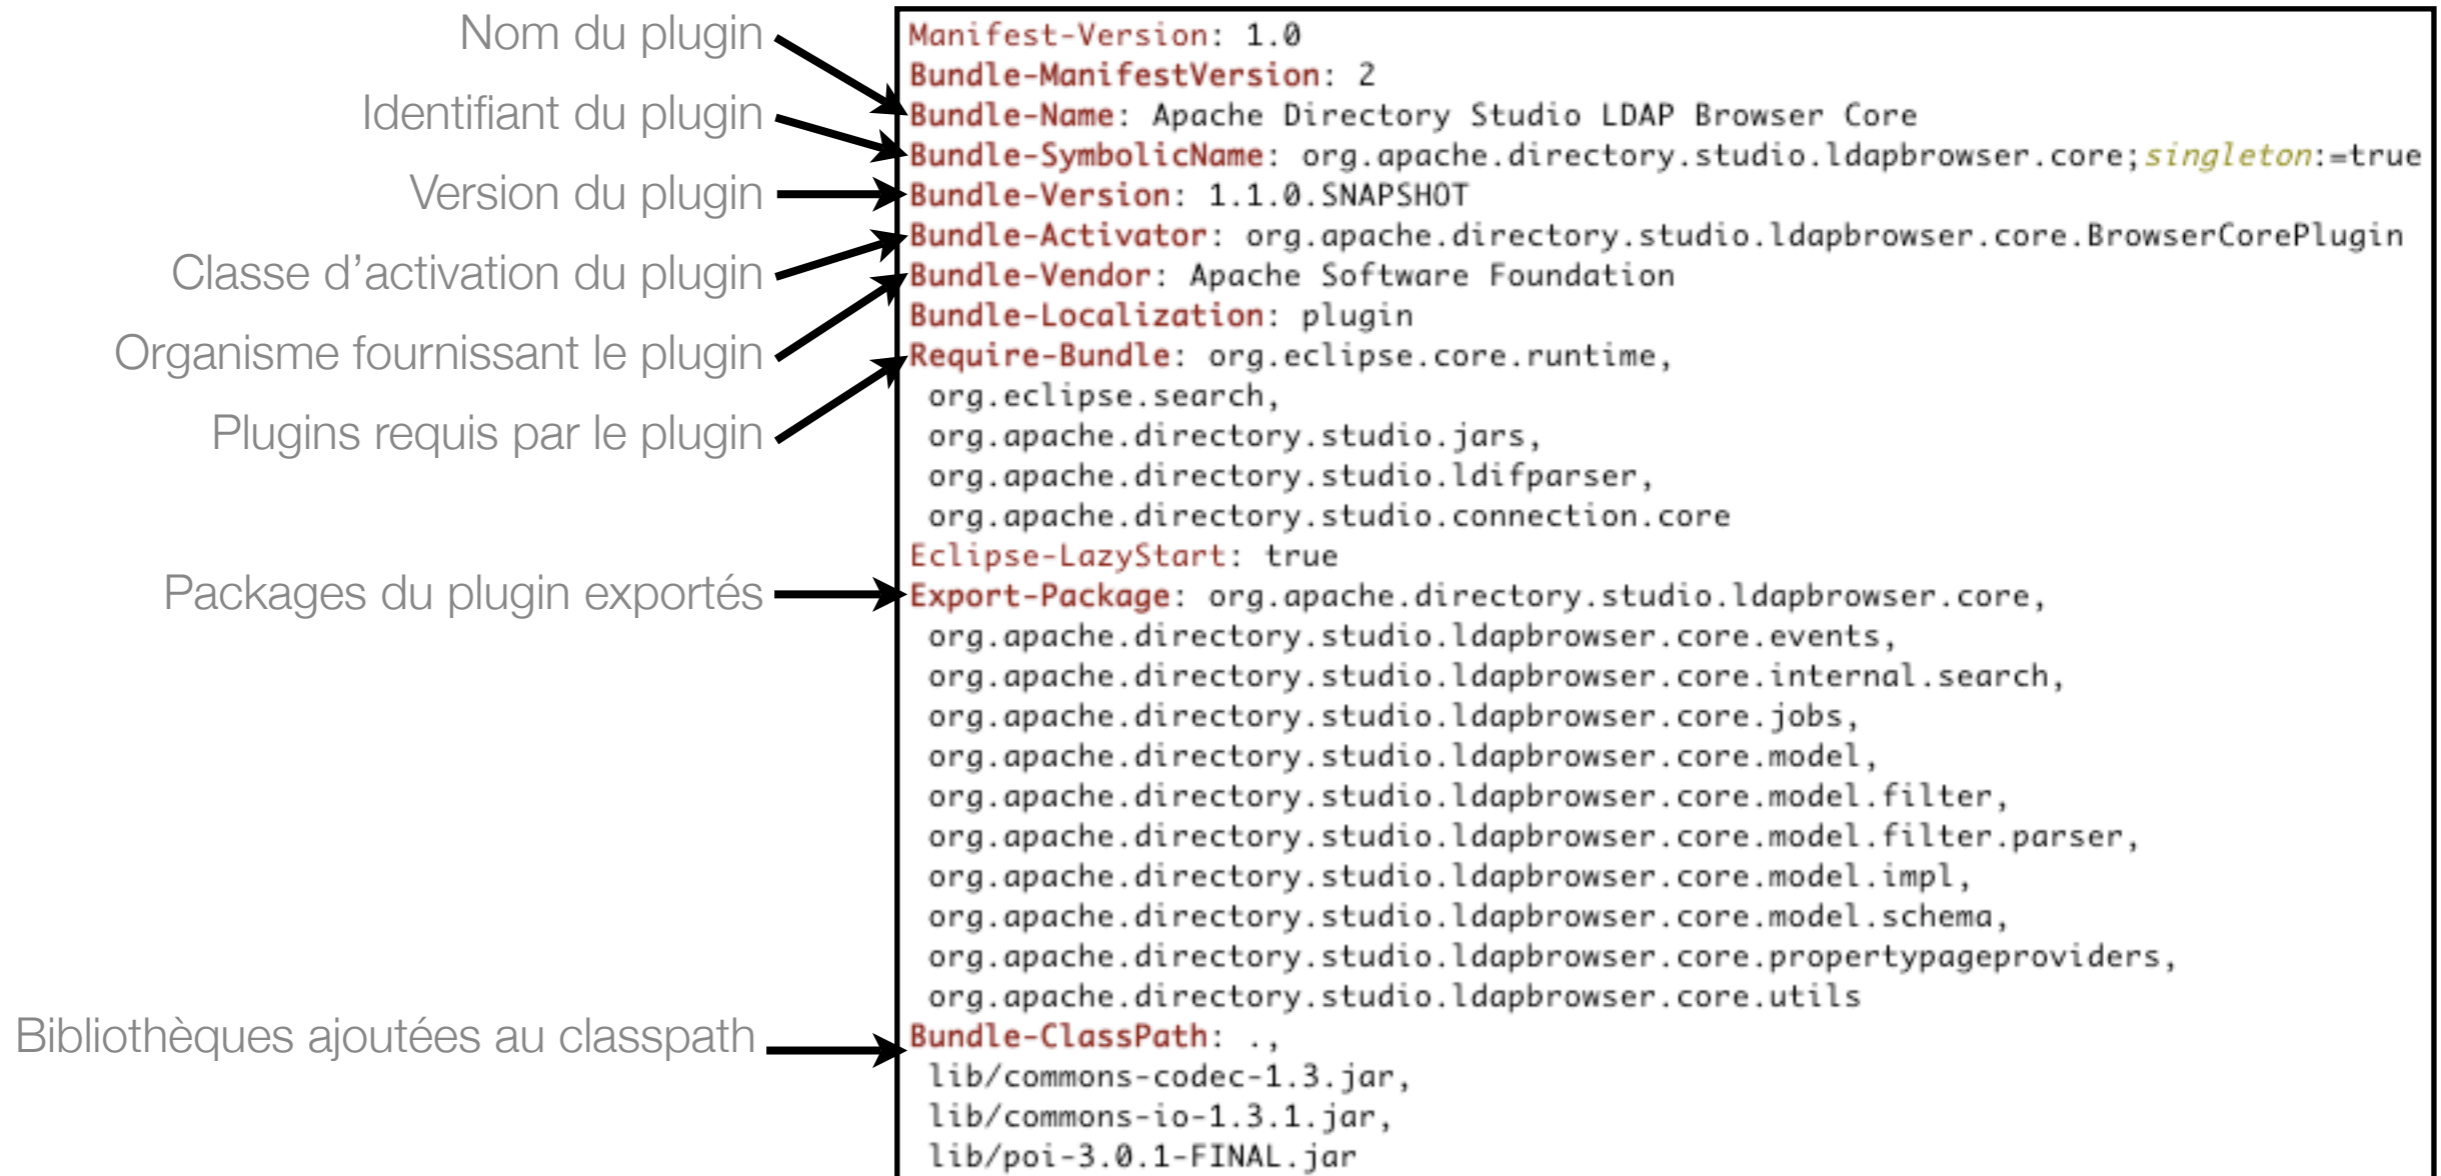 Nom du plugin
Identifiant du plugin
Version du plugin
Classe d’activation du plugin
Organisme fournissant le plugin
Plugins requis par le plugin
Packages du plugin exportés
Bibliothèques ajoutées au classpath
Manifest-Version: 1.0
Bundle-ManifestVersion: 2
Bundle-Name: Apache Directory Studio LDAP Browser Core
Bundle-SymbolicName: org.apache.directory.studio.ldapbrowser.core;singleton:=true
Bundle-Version: 1.1.0.SNAPSHOT
Bundle-Activator: org.apache.directory.studio.ldapbrowser.core.BrowserCorePlugin
Bundle-Vendor: Apache Software Foundation
Bundle-Localization: plugin
Require-Bundle: org.eclipse.core.runtime,
org.eclipse.search,
org.apache.directory.studio.jars,
org.apache.directory.studio.ldifparser,
org.apache.directory.studio.connection.core
Eclipse-LazyStart: true
Export-Package: org.apache.directory.studio.ldapbrowser.core,
org.apache.directory.studio.ldapbrowser.core.events,
org.apache.directory.studio.ldapbrowser.core.internal.search,
org.apache.directory.studio.ldapbrowser.core.jobs,
org.apache.directory.studio.ldapbrowser.core.model,
org.apache.directory.studio.ldapbrowser.core.model.filter,
org.apache.directory.studio.ldapbrowser.core.model.filter.parser,
org.apache.directory.studio.ldapbrowser.core.model.impl,
org.apache.directory.studio.ldapbrowser.core.model.schema,
org.apache.directory.studio.ldapbrowser.core.propertypageproviders,
org.apache.directory.studio.ldapbrowser.core.utils
Bundle-ClassPath: .,
lib/commons-codec-1.3.jar,
lib/commons-io-1.3.1.jar,
lib/poi-3.0.1-FINAL.jar